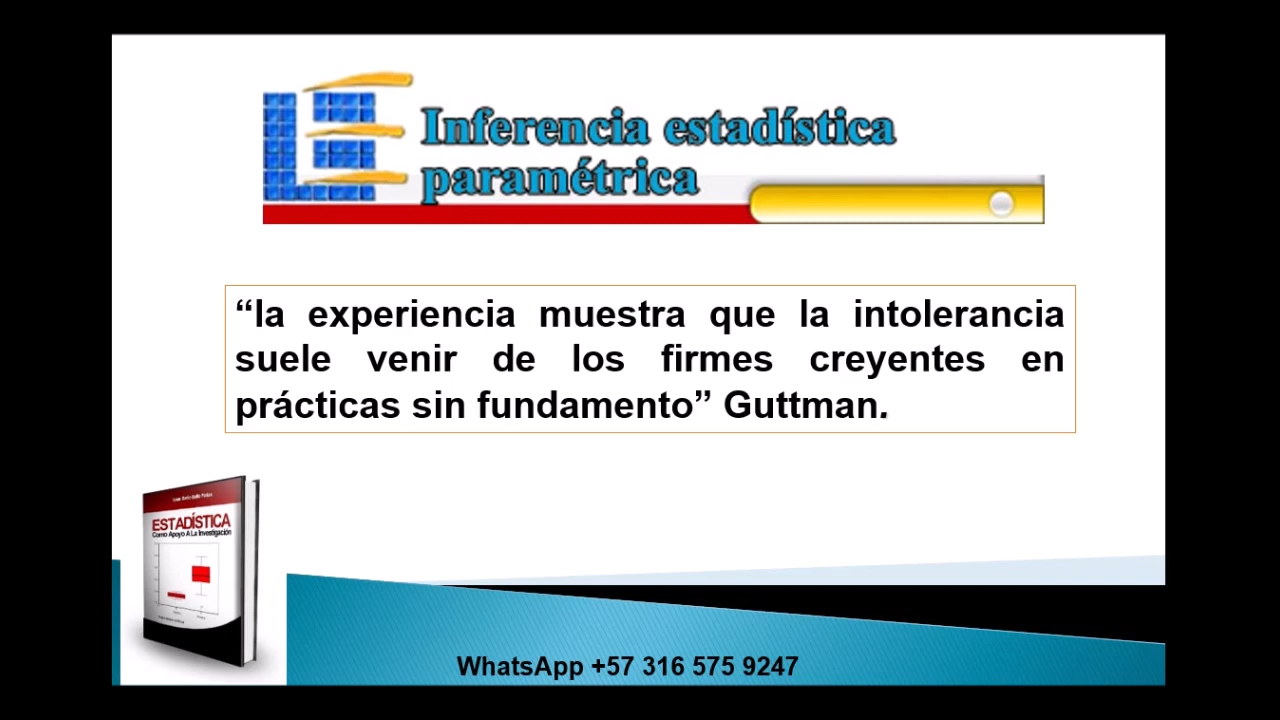 Inferencia estadística
paramétrica
“la experiencia muestra que la intolerancia
suele venir de los firmes creyentes en
prácticas sin fundamento” Guttman.
ESTADÍSTICA
Como Apoyo A La Investigación
WhatsApp +57 316 575 9247